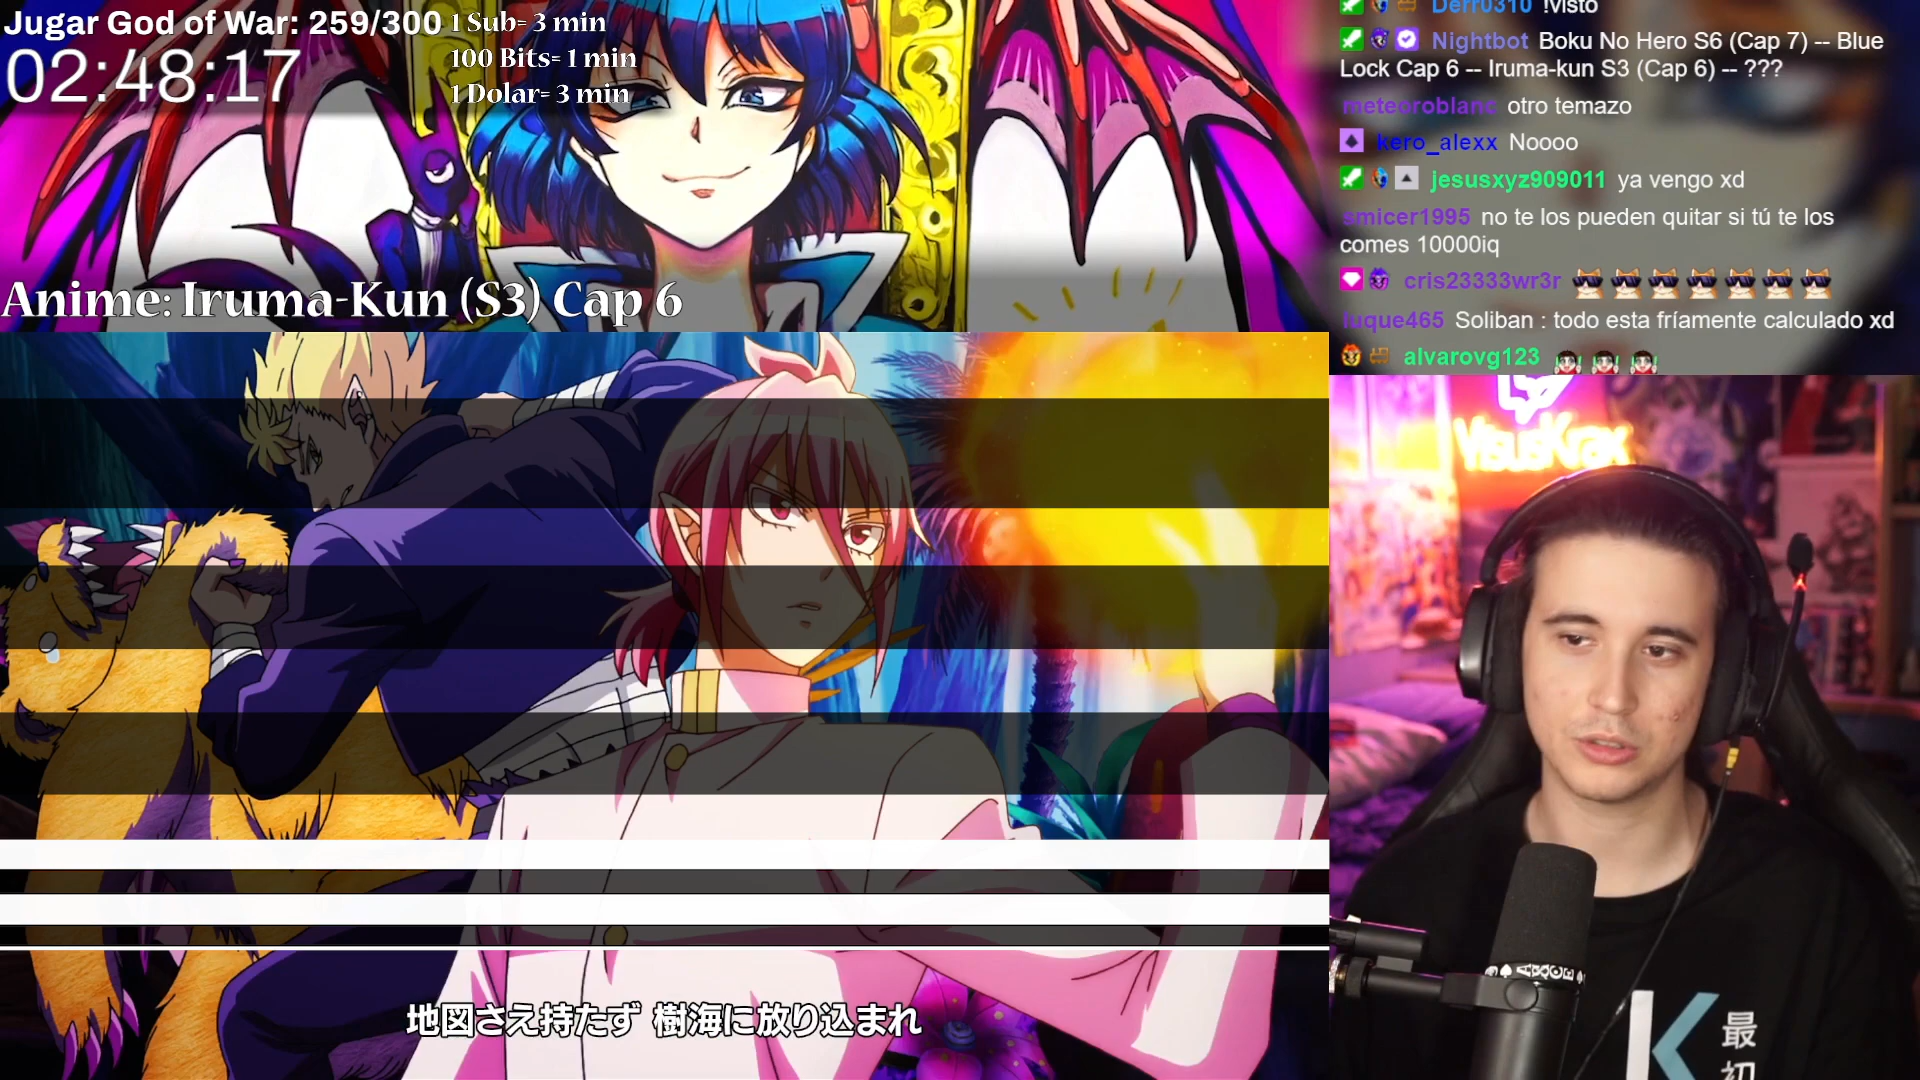 Jugar God of War: 259/300
02:48:17
1 Sub= 3 min
100 Bits= 1 min
1 Dolar= 3 min
Anime: Iruma-Kun (S3) Cap 6
Derr0310 !visto
Nightbot Boku No Hero S6 (Cap 7) -- Blue
Lock Cap 6 -- Iruma-kun S3 (Cap 6) -- ???
meteoroblanc otro temazo
kero_alexx Noooo
jesusxyz909011 ya vengo xd
smicer1995 no te los pueden quitar si tú te los
comes 10000iq
cris23333wr3r
luque465 Soliban : todo esta fríamente calculado xd
alvarovg123
VisusKrax
地図さえ持たず 樹海に放り込まれ
K
最
初